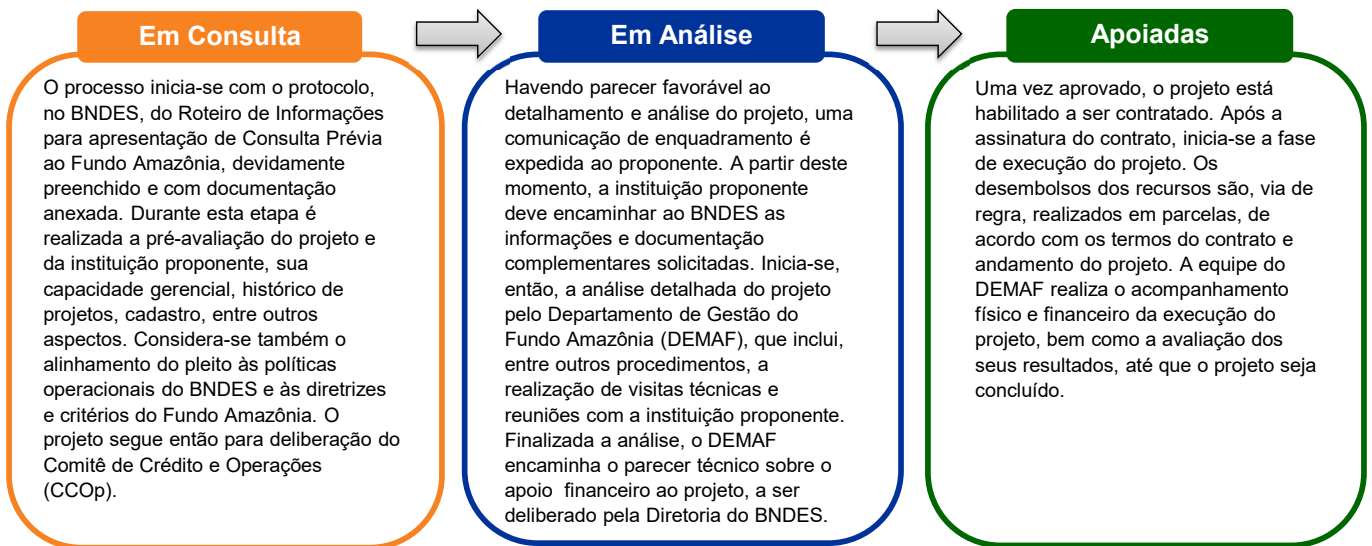 Em Consulta
O processo inicia-se com o protocolo,
no BNDES, do Roteiro de Informações
para apresentação de Consulta Prévia
ao Fundo Amazônia, devidamente
preenchido e com documentação
anexada. Durante esta etapa é
realizada a pré-avaliação do projeto e
da instituição proponente, sua
capacidade gerencial, histórico de
projetos, cadastro, entre outros
aspectos. Considera-se também o
alinhamento do pleito às políticas
operacionais do BNDES e às diretrizes
e critérios do Fundo Amazônia. O
projeto segue então para deliberação do
Comitê de Crédito e Operações
(CCOp).
Em Análise
Havendo parecer favorável ao
detalhamento e análise do projeto, uma
comunicação de enquadramento é
expedida ao proponente. A partir deste
momento, a instituição proponente
deve encaminhar ao BNDES as
informações e documentação
complementares solicitadas. Inicia-se,
então, a análise detalhada do projeto
pelo Departamento de Gestão do
Fundo Amazônia (DEMAF), que inclui,
entre outros procedimentos, a
realização de visitas técnicas e
reuniões com a instituição proponente.
Finalizada a análise, o DEMAF
encaminha o parecer técnico sobre o
apoio financeiro ao projeto, a ser
deliberado pela Diretoria do BNDES.
Apoiadas
Uma vez aprovado, o projeto está
habilitado a ser contratado. Após a
assinatura do contrato, inicia-se a fase
de execução do projeto. Os
desembolsos dos recursos são, via de
regra, realizados em parcelas, de
acordo com os termos do contrato e
andamento do projeto. A equipe do
DEMAF realiza o acompanhamento
físico e financeiro da execução do
projeto, bem como a avaliação dos
seus resultados, até que o projeto seja
concluído.